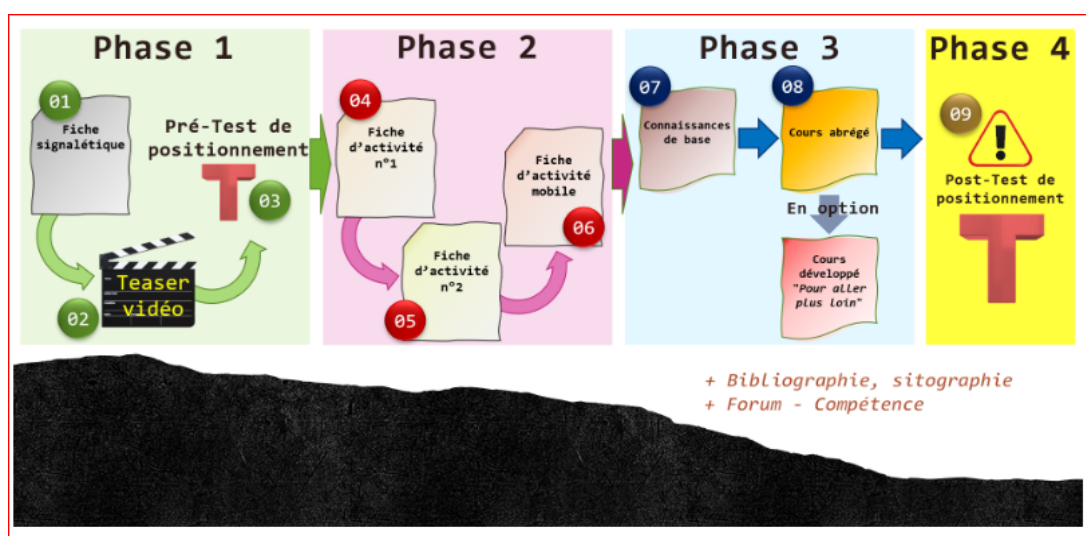 Phase 1
01
Fiche
signalétique
02
Teaser
vidéo
Pré-Test de
positionnement
T
03
Phase 2
04
Fiche
d'activité
n°1
05
Fiche
d'activité
n°2
Fiche
d'activité
mobile
06
Phase 3
07
Connaissances
de base
08
Cours abrégé
En option
Cours
développé
"Pour aller
plus loin"
Phase 4
09
!
Post-Test de
positionnement
T
+ Bibliographie, sitographie
+ Forum - Compétence